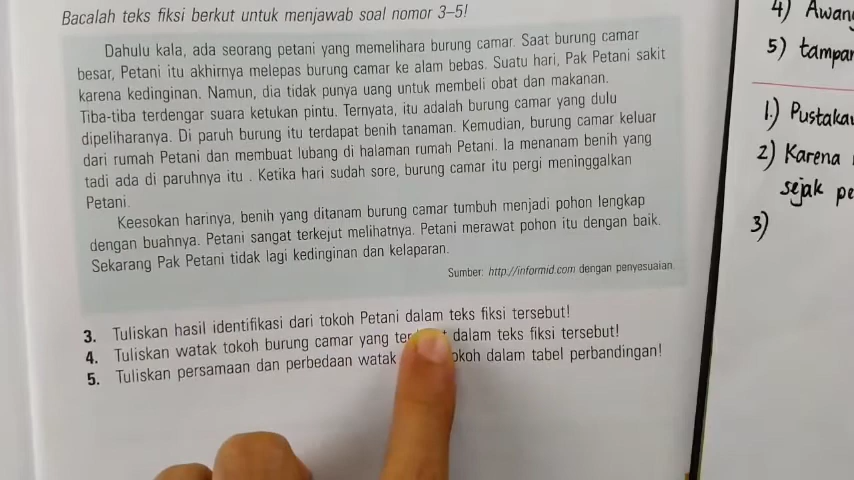 Bacalah teks fiksi berkut untuk menjawab soal nomor 3–5!
Dahulu kala, ada seorang petani yang memelihara burung camar. Saat burung camar
besar, Petani itu akhirnya melepas burung camar ke alam bebas. Suatu hari, Pak Petani sakit
karena kedinginan. Namun, dia tidak punya uang untuk membeli obat dan makanan.
Tiba-tiba terdengar suara ketukan pintu. Ternyata, itu adalah burung camar yang dulu
dipeliharanya. Di paruh burung itu terdapat benih tanaman. Kemudian, burung camar keluar
dari rumah Petani dan membuat lubang di halaman rumah Petani. Ia menanam benih yang
tadi ada di paruhnya itu . Ketika hari sudah sore, burung camar itu pergi meninggalkan
Petani.
Keesokan harinya, benih yang ditanam burung camar tumbuh menjadi pohon lengkap
dengan buahnya. Petani sangat terkejut melihatnya. Petani merawat pohon itu dengan baik.
Sekarang Pak Petani tidak lagi kedinginan dan kelaparan.
Sumber: http.//informid.com dengan penyesuaian
3. Tuliskan hasil identifikasi dari tokoh Petani dalam teks fiksi tersebut!
4. Tuliskan watak tokoh burung camar yang dalam teks fiksi tersebut!
5. Tuliskan persamaan dan perbedaan watak dalam tabel perbandingan!
4) Awan
5) tampar
1.) Pustaka
2) Karena
sejak pe
3)